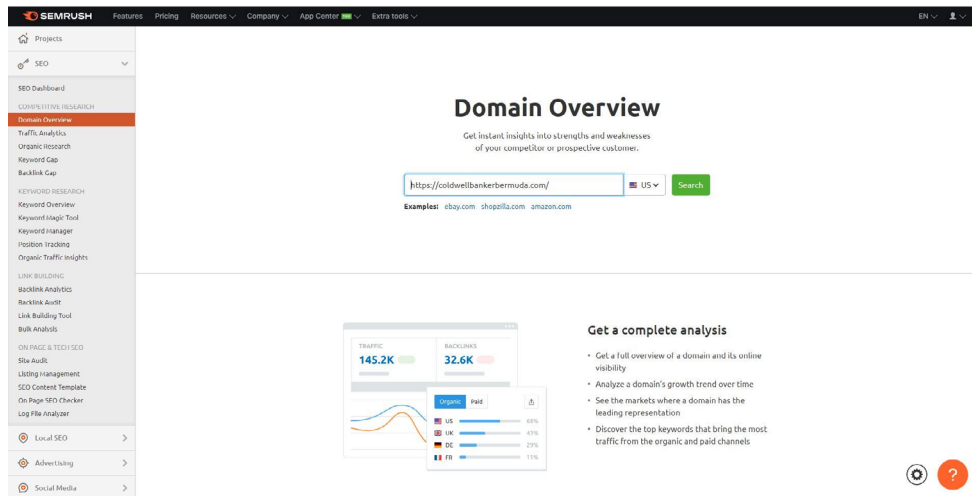 SEMRUSH
Features Pricing Resources Company App Center Extra tools EN
Projects
SEO
SEO Dashboard
COMPETITIVE RESEARCH
Domain Overview
Traffic Analytics
Organic Research
Keyword Gap
Backlink Gap
KEYWORD RESEARCH
Keyword Overview
Keyword Magic Tool
Keyword Manager
Position Tracking
Organic Traffic Insights
LINK BUILDING
Backlink Analytics
Backlink Audit
Link Building Tool
Bulk Analysis
ON PAGE & TECH SEO
Site Audit
Listing Management
SEO Content Template
On Page SEO Checker
Log File Analyzer
Local SEO
Advertising
Social Media
Domain Overview
Get instant insights into strengths and weaknesses
of your competitor or prospective customer.
https://coldwellbankerbermuda.com/ US Search
Examples: ebay.com shopzilla.com amazon.com
TRAFFIC BACKLINKS
145.2K 32.6K
Organic Paid
US 68%
UK 43%
DE 29%
FR 11%
Get a complete analysis
• Get a full overview of a domain and its online
visibility
• Analyze a domain's growth trend over time
• See the markets where a domain has the
leading representation
• Discover the top keywords that bring the most
traffic from the organic and paid channels
?